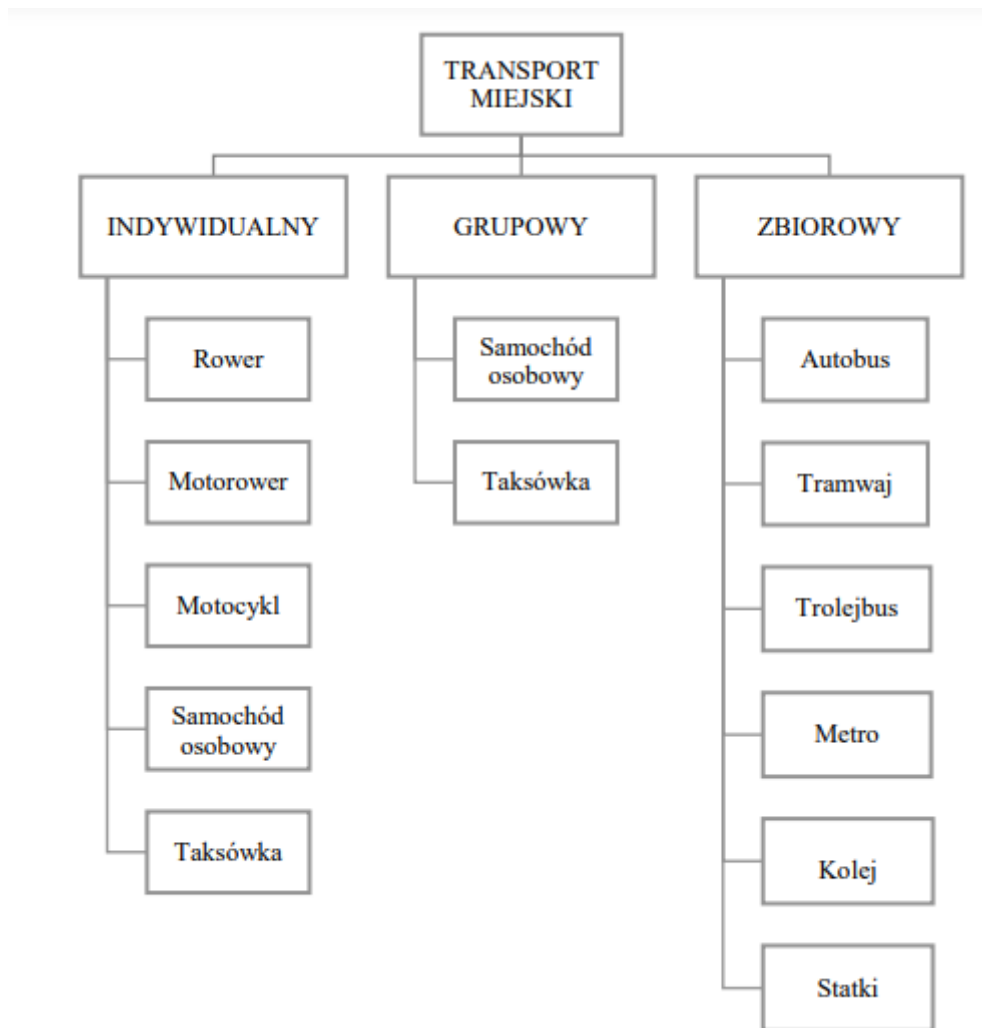 TRANSPORT
MIEJSKI
INDYWIDUALNY
GRUPOWY
ZBIOROWY
Rower
Motorower
Motocykl
Samochód
osobowy
Taksówka
Samochód
osobowy
Taksówka
Autobus
Tramwaj
Trolejbus
Metro
Kolej
Statki